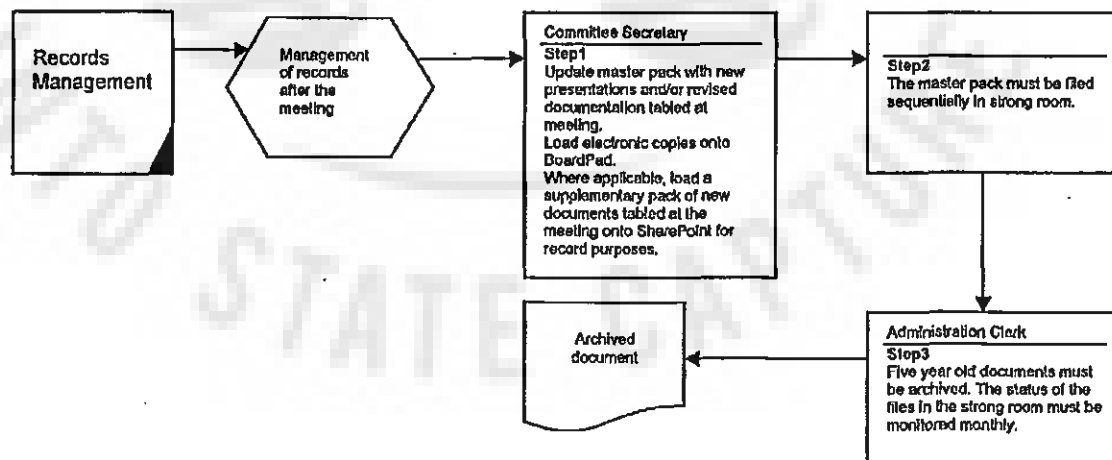 Records
Management
Management
of records
after the
meeting
Committee Secretary
Step1
Update master pack with new
presentations and/or revised
documentation tabled at
meeting.
Load electronic copies onto
BoardPad.
Where applicable, load a
supplementary pack of new
documents tabled at the
meeting onto SharePoint for
record purposes.
Step2
The master pack must be filed
sequentially in strong room.
Administration Clerk
Step3
Five year old documents must
be archived. The status of the
files in the strong room must be
monitored monthly.
Archived
document
STATE CAPTURE